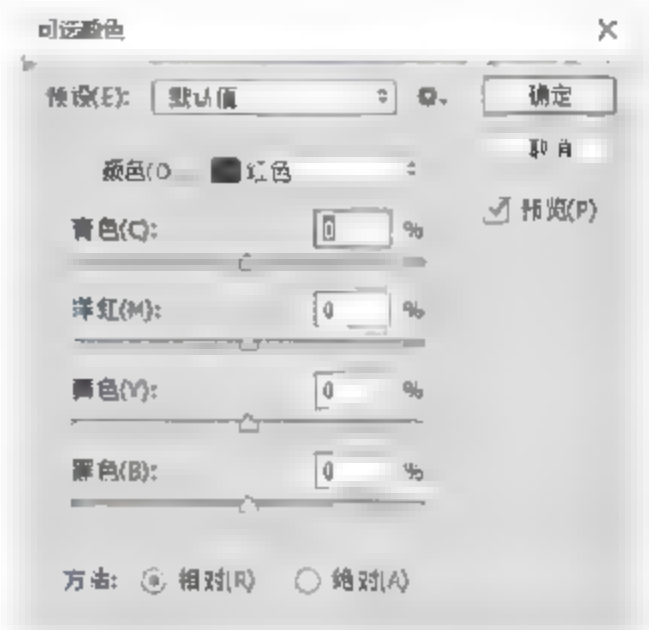 可选颜色
预设(E): 默认值 确定
取消
颜色(O 红色
预览(P)
青色(C): 0 %
洋红(M): 0 %
黄色(Y): 0 %
黑色(B): 0 %
方法: 相对(R) 绝对(A)